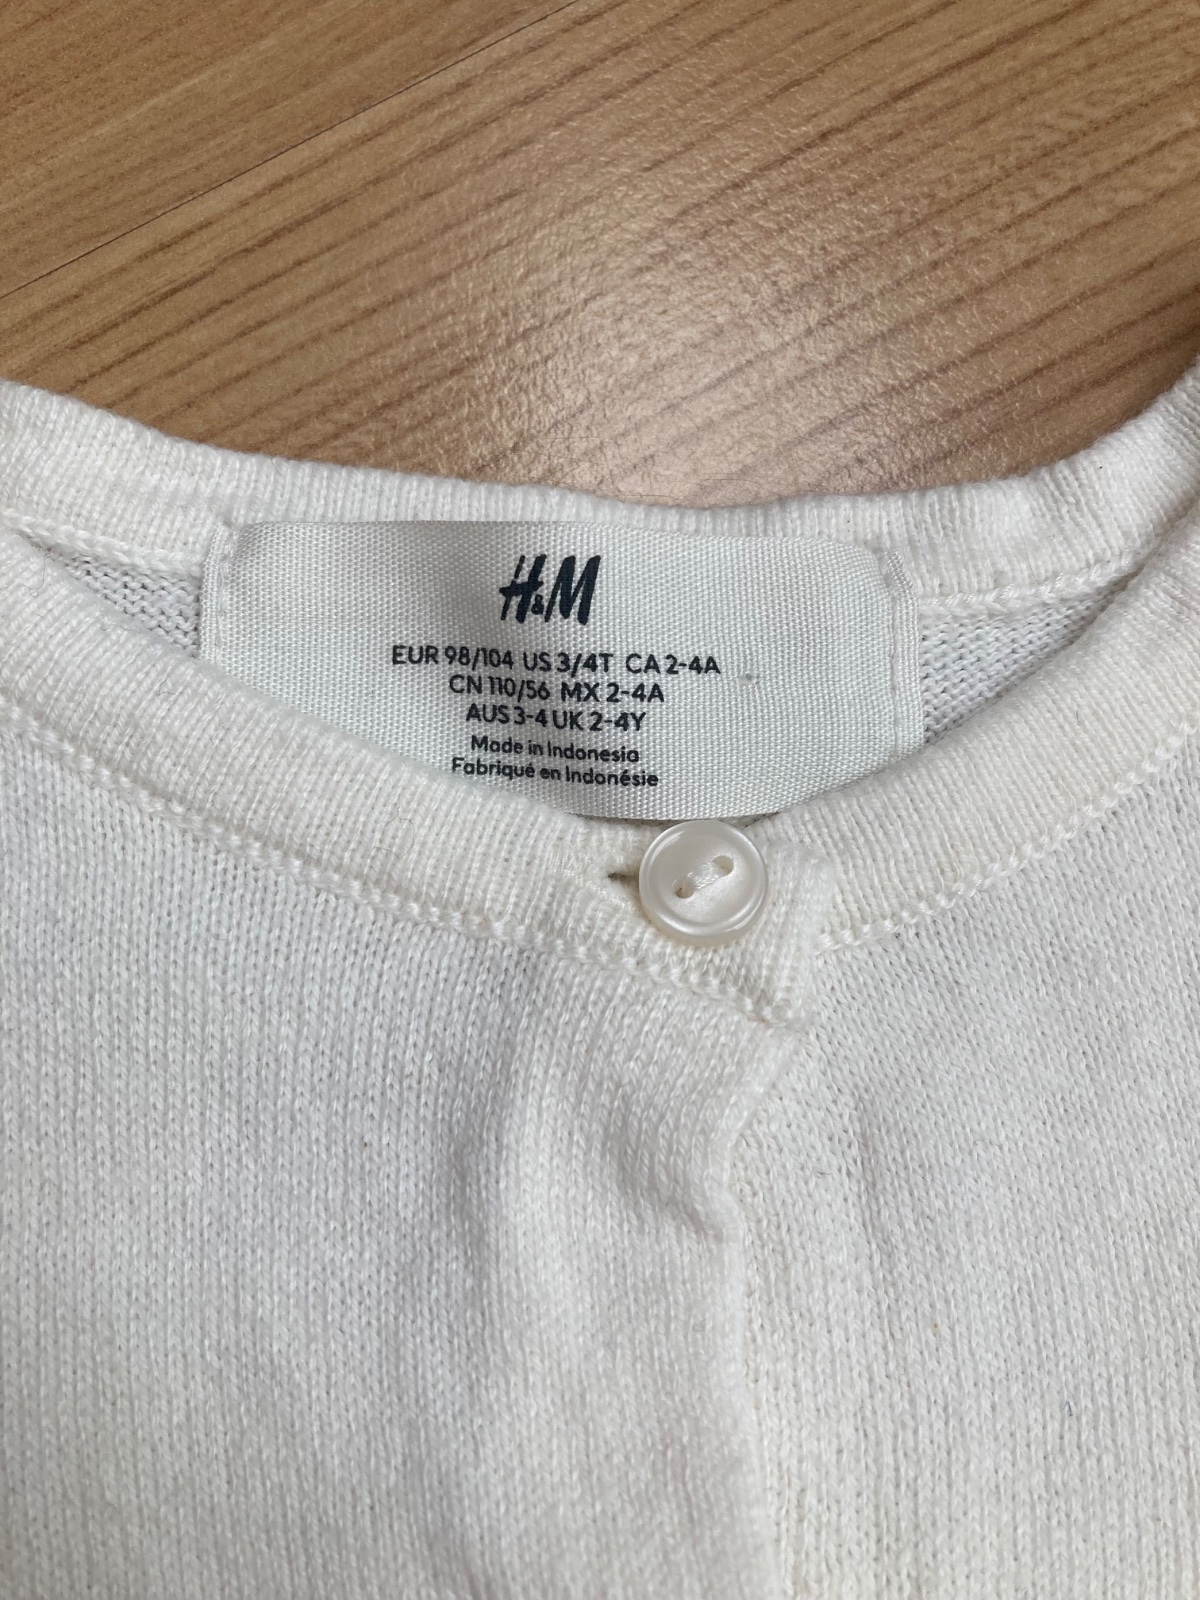 H&M
EUR 98/104 US 3/4T CA 2-4A
CN 110/56 MX 2-4A
AUS 3-4 UK 2-4Y
Made in Indonesia
Fabriqué en Indonésie